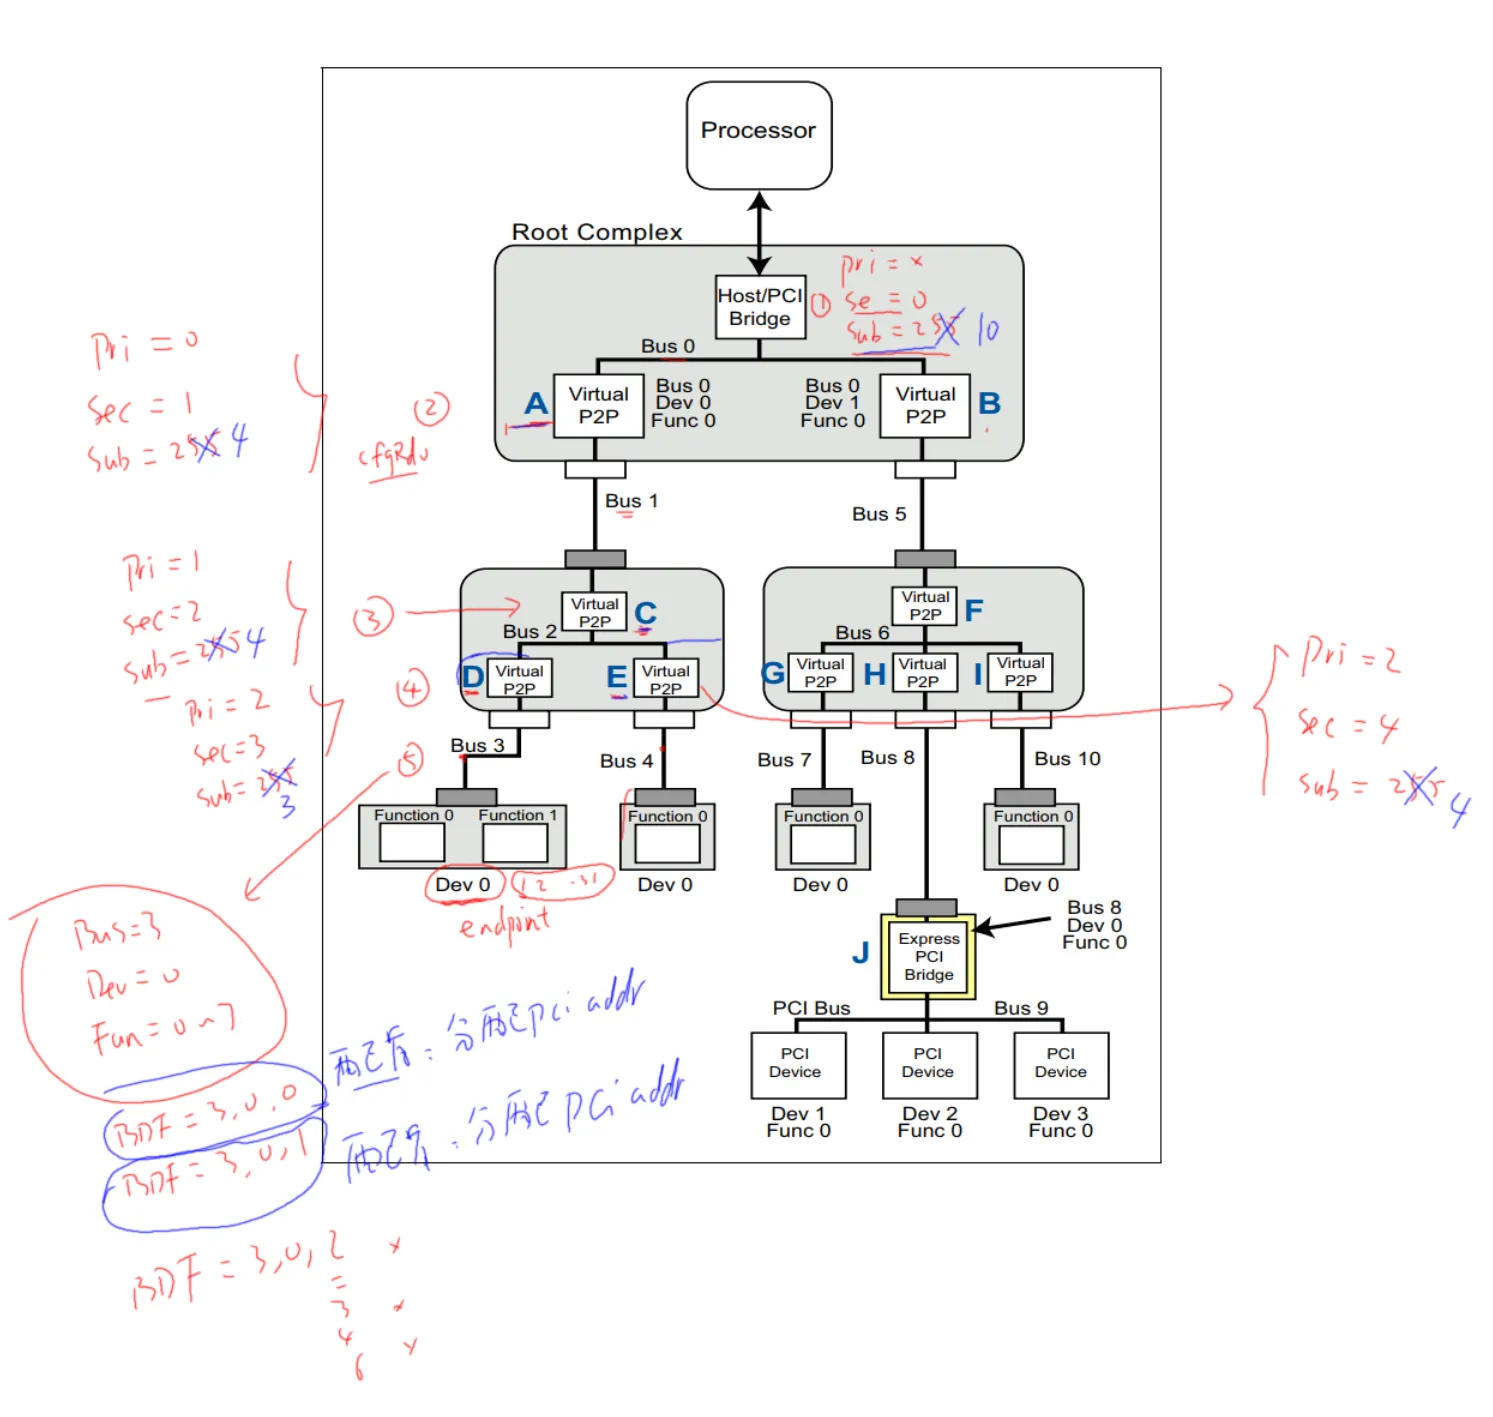 Processor
Root Complex
Host/PCI
Bridge
① pri = x
se = 0
sub = 255 10
Bus 0
A
Virtual
P2P
Bus 0
Dev 0
Func 0
Bus 0
Dev 1
Func 0
Virtual
P2P
B
Pri = 0
Sec = 1
Sub = 255 4
②
Bus 1
Bus 5
Pri = 1
sec = 2
sub = 255 4
③
Virtual
P2P
C
Bus 2
D
Virtual
P2P
E
Virtual
P2P
Virtual
P2P
F
Bus 6
G
Virtual
P2P
H
Virtual
P2P
I
Virtual
P2P
④
Pri = 2
sec = 3
sub = 255
3
Pri = 2
Sec = 4
Sub = 255 4
⑤
Bus 3
Bus 4
Bus 7
Bus 8
Bus 10
Function 0
Function 1
Function 0
Function 0
Function 0
Dev 0
1 2 ··31
Dev 0
Dev 0
Dev 0
endpoint
Bus 8
Dev 0
Func 0
J
Express
PCI
Bridge
PCI Bus
Bus 9
PCI
Device
PCI
Device
PCI
Device
Dev 1
Func 0
Dev 2
Func 0
Dev 3
Func 0
Bus=3
Dev = 0
Fun = 0 ~ 7
BDF = 3, 0, 0
配置: 分配 pci addr
BDF = 3, 0, 1
配置: 分配 PCi addr
BDF = 3, 0, 2 x
=
3 x
4 x
6